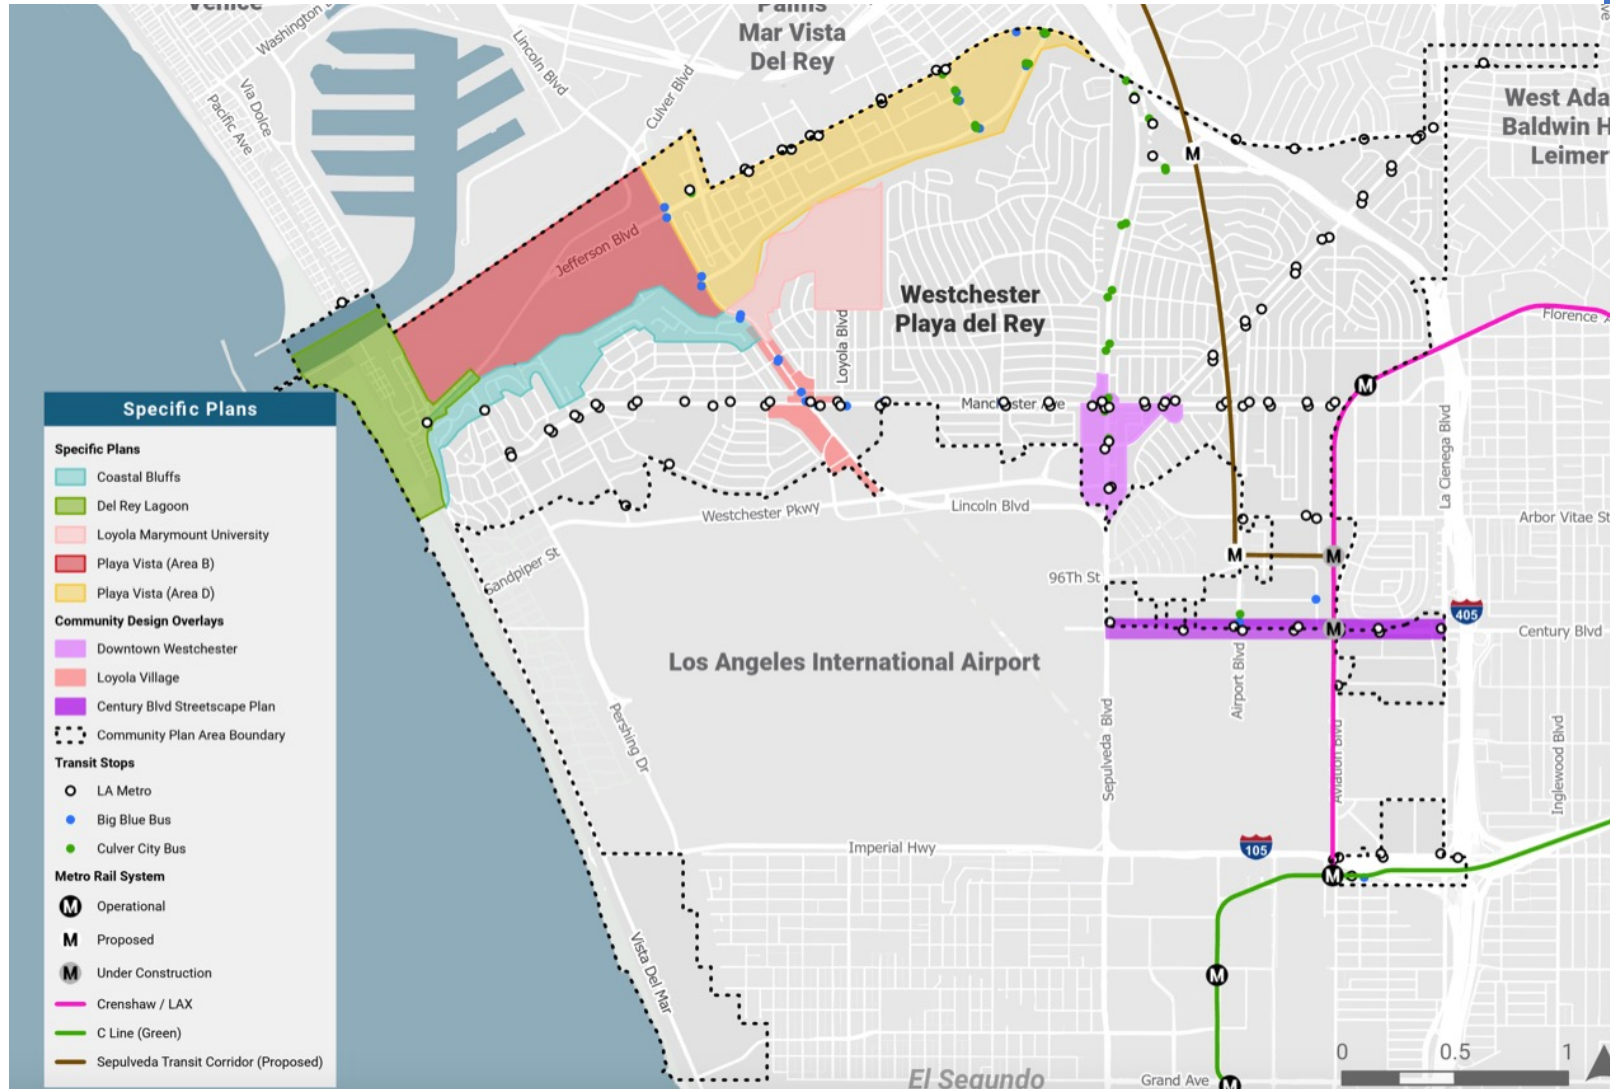 Venice
Palms
Mar Vista
Del Rey
Washington
Lincoln Blvd
Culver Blvd
Via Dolce
Pacific Ave
West Ada
Baldwin H
Leimer
Jefferson Blvd
Westchester
Playa del Rey
Loyola Blvd
Florence A
Manchester Ave
La Cienega Blvd
Westchester Pkwy
Lincoln Blvd
Arbor Vitae St
Sandpiper St
96Th St
M
M
M
M
M
M
M
M
405
Century Blvd
Los Angeles International Airport
Airport Blvd
Sepulveda Blvd
Aviation Blvd
Inglewood Blvd
Pershing Dr
Imperial Hwy
105
Vista Del Mar
El Segundo
Grand Ave
0 0.5 1
Specific Plans
Specific Plans
Coastal Bluffs
Del Rey Lagoon
Loyola Marymount University
Playa Vista (Area B)
Playa Vista (Area D)
Community Design Overlays
Downtown Westchester
Loyola Village
Century Blvd Streetscape Plan
Community Plan Area Boundary
Transit Stops
LA Metro
Big Blue Bus
Culver City Bus
Metro Rail System
M Operational
M Proposed
M Under Construction
Crenshaw / LAX
C Line (Green)
Sepulveda Transit Corridor (Proposed)